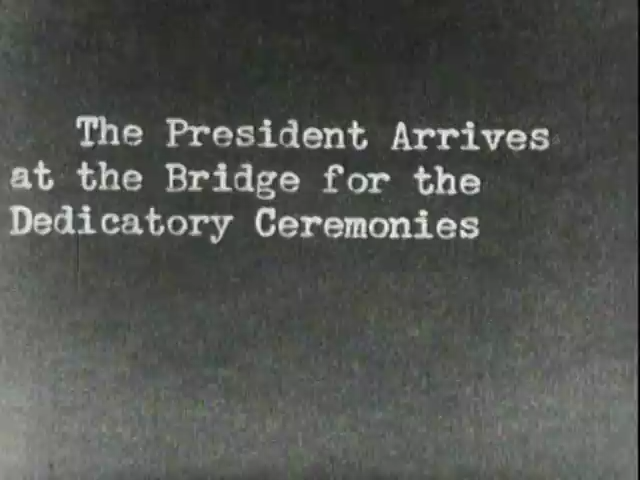 The President Arrives
at the Bridge for the
Dedicatory Ceremonies